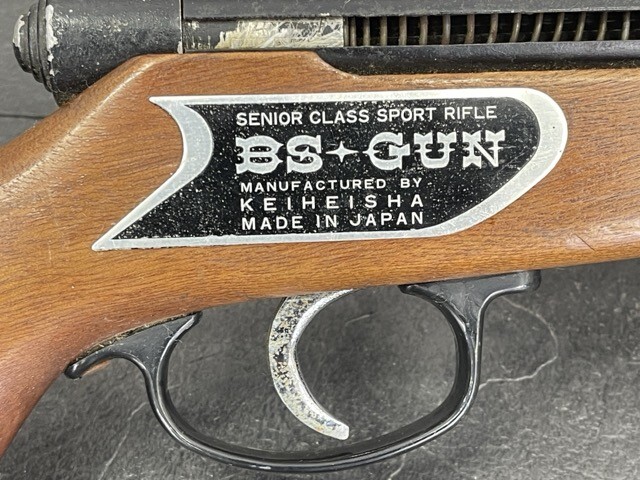 SENIOR CLASS SPORT RIFLE
BS GUN
MANUFACTURED BY
KEIHEISHA
MADE IN JAPAN